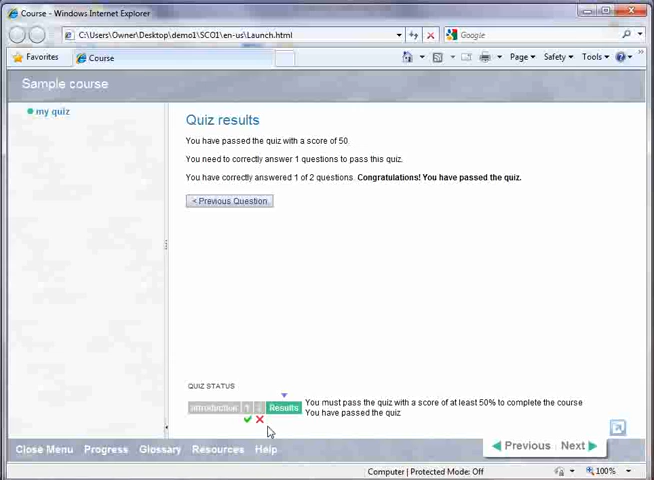 Course - Windows Internet Explorer
C:\Users\Owner\Desktop\demo1\SCO1\en-us\Launch.html
Google
Favorites
Course
Page
Safety
Tools
Sample course
my quiz
Quiz results
You have passed the quiz with a score of 50.
You need to correctly answer 1 questions to pass this quiz.
You have correctly answered 1 of 2 questions. Congratulations! You have passed the quiz.
< Previous Question
QUIZ STATUS
Introduction 1 Results
You must pass the quiz with a score of at least 50% to complete the course
You have passed the quiz
Close Menu Progress Glossary Resources Help
Previous Next
Computer | Protected Mode: Off
100%